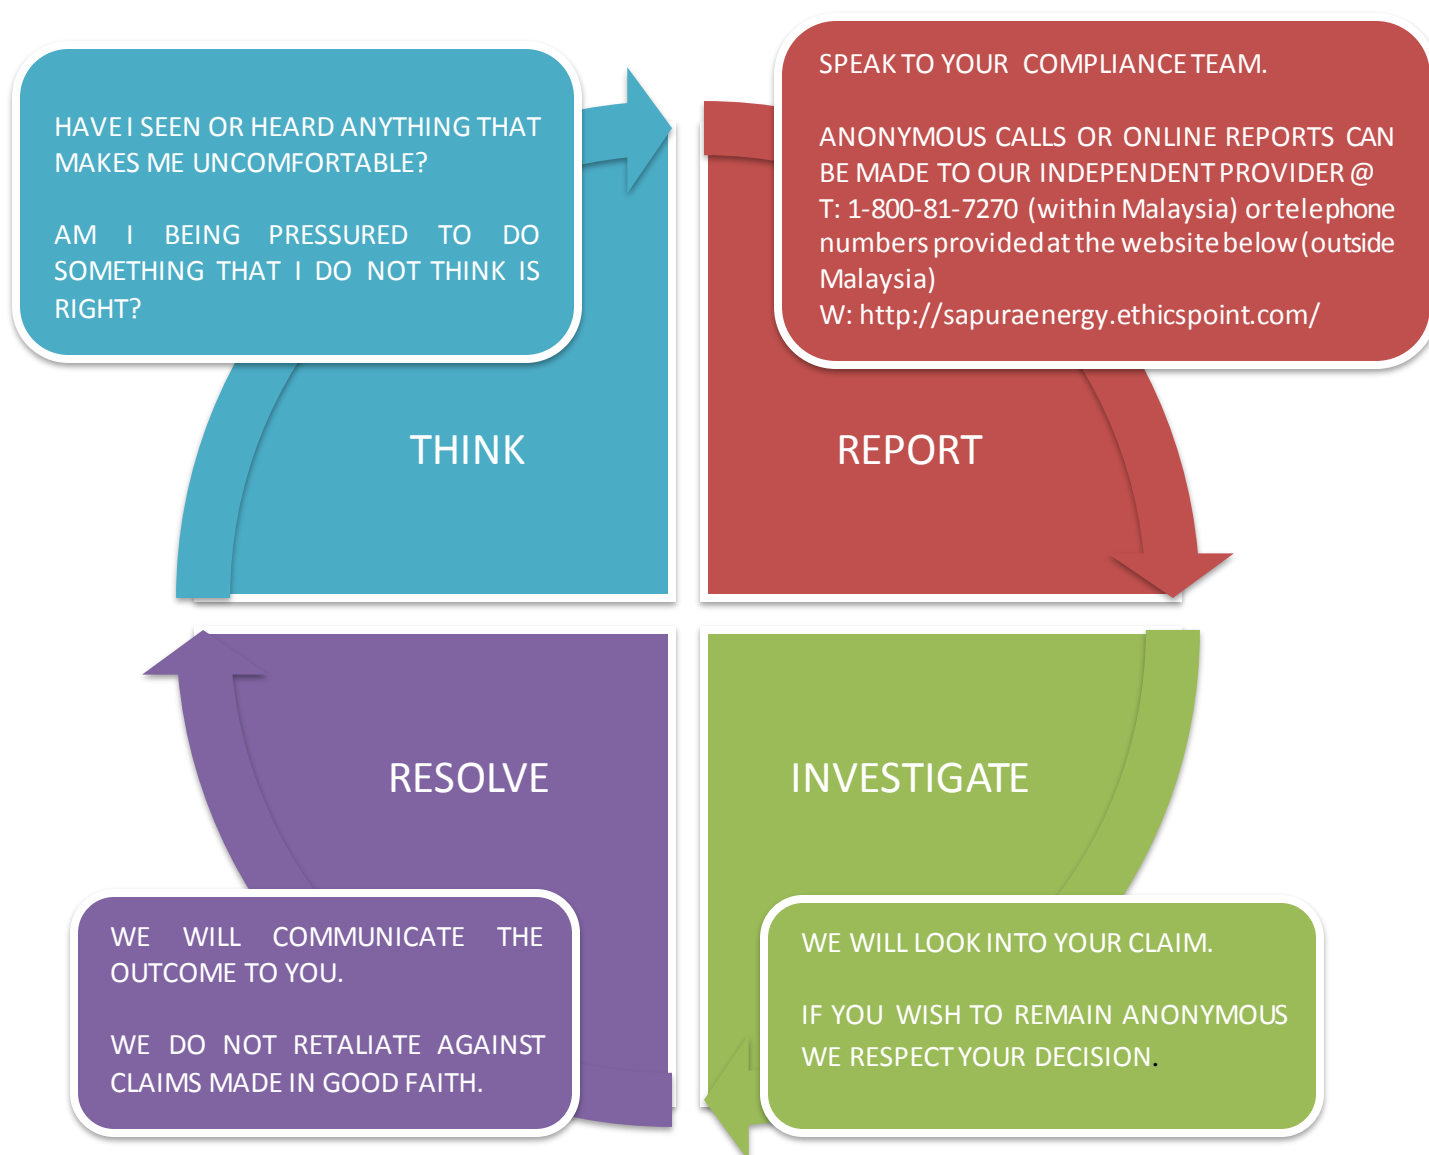 HAVE I SEEN OR HEARD ANYTHING THAT
MAKES ME UNCOMFORTABLE?
AM I BEING PRESSURED TO DO
SOMETHING THAT I DO NOT THINK IS
RIGHT?
THINK
SPEAK TO YOUR COMPLIANCE TEAM.
ANONYMOUS CALLS OR ONLINE REPORTS CAN
BE MADE TO OUR INDEPENDENT PROVIDER @
T: 1-800-81-7270 (within Malaysia) or telephone
numbers provided at the website below (outside
Malaysia)
W: http://sapuraenergy.ethicspoint.com/
REPORT
RESOLVE
WE WILL COMMUNICATE THE
OUTCOME TO YOU.
WE DO NOT RETALIATE AGAINST
CLAIMS MADE IN GOOD FAITH.
INVESTIGATE
WE WILL LOOK INTO YOUR CLAIM.
IF YOU WISH TO REMAIN ANONYMOUS
WE RESPECT YOUR DECISION.